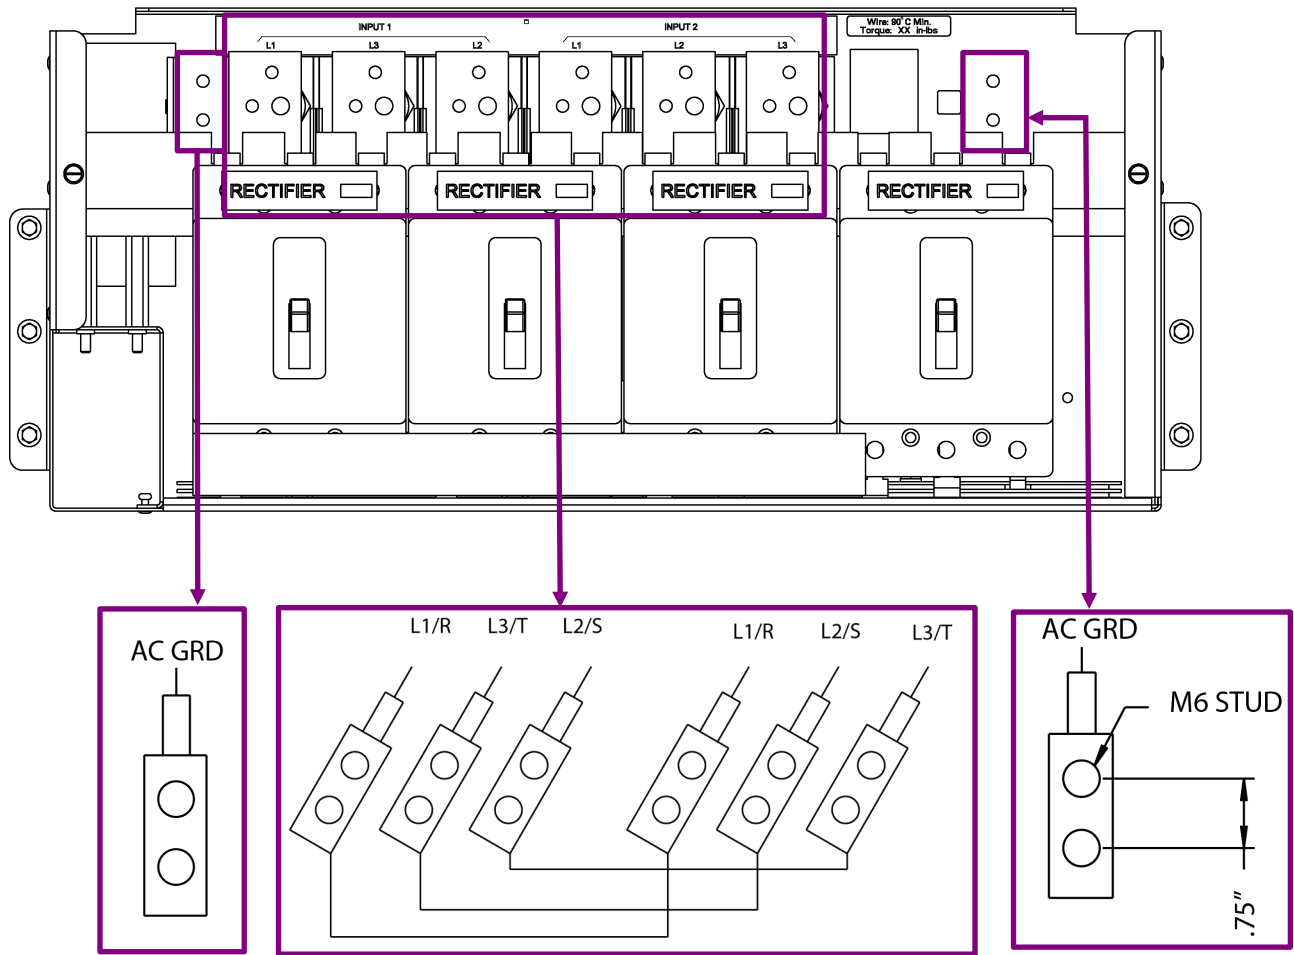 INPUT 1
INPUT 2
Wire: 90˚C Min.
Torque: XX in-lbs
L1
L3
L2
L1
L2
L3
RECTIFIER
RECTIFIER
RECTIFIER
RECTIFIER
AC GRD
L1/R
L3/T
L2/S
L1/R
L2/S
L3/T
AC GRD
M6 STUD
.75”